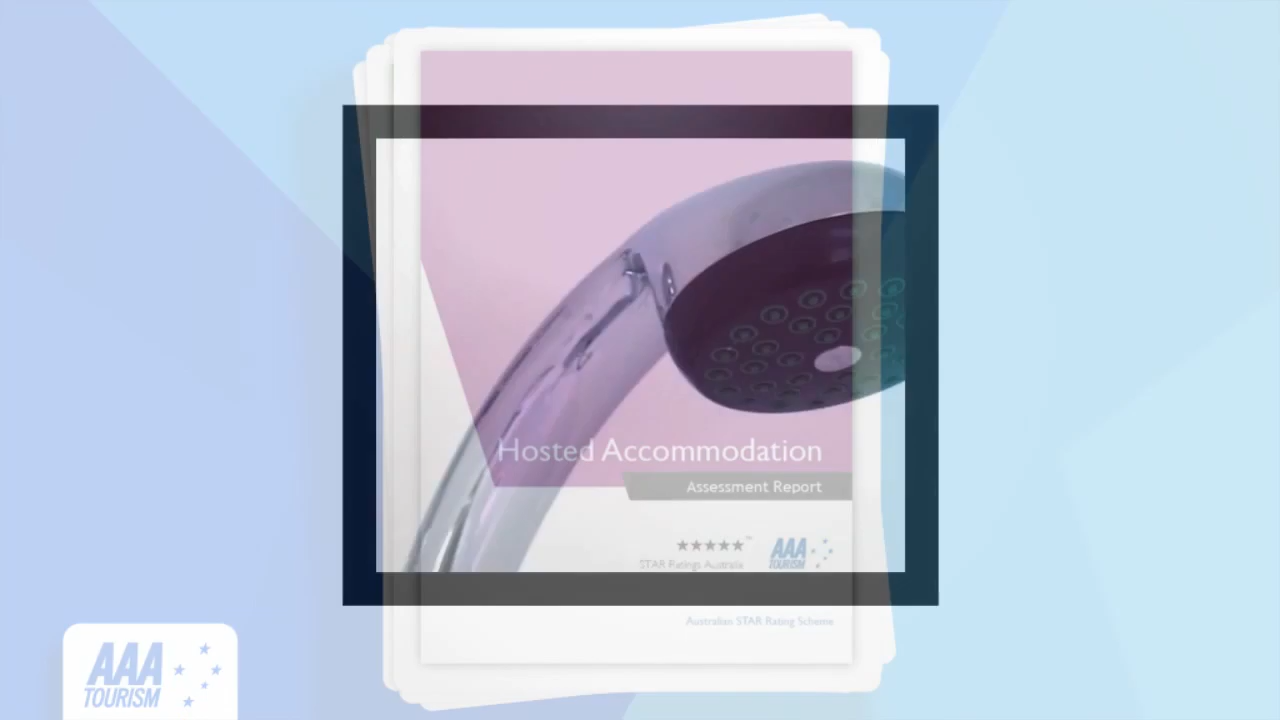 Hosted Accommodation
Assessment Report
STAR Ratings Australia
AAA
TOURISM
Australian STAR Rating Scheme
AAA
TOURISM